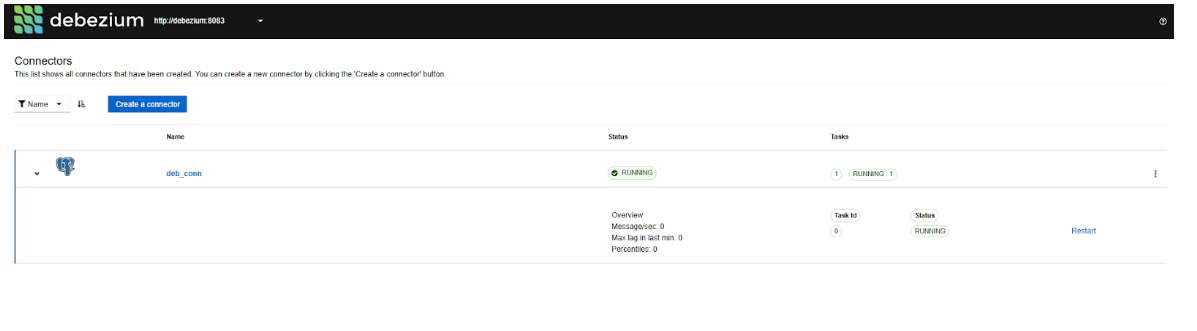 debezium http://debezium:8083
Connectors
This list shows all connectors that have been created. You can create a new connector by clicking the 'Create a connector' button.
Name Create a connector
Name Status Tasks
deb_conn RUNNING 1 RUNNING : 1
Overview Task Id Status
Message/sec: 0 0 RUNNING Restart
Max lag in last min: 0
Percentiles: 0